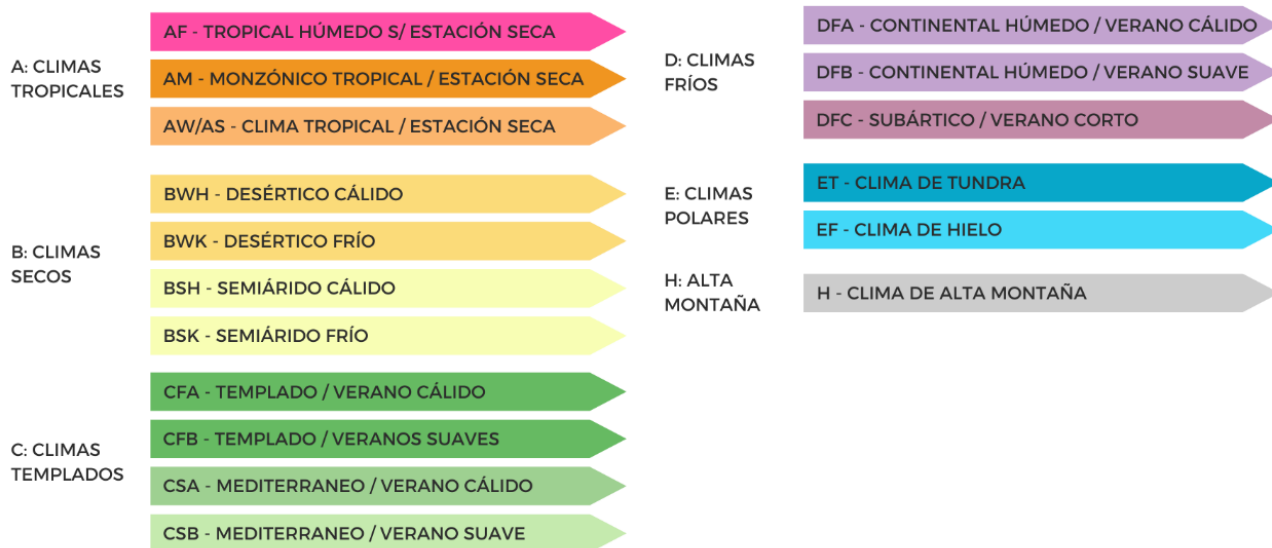 A: CLIMAS
TROPICALES
AF - TROPICAL HÚMEDO S/ ESTACIÓN SECA
AM - MONZÓNICO TROPICAL / ESTACIÓN SECA
AW/AS - CLIMA TROPICAL / ESTACIÓN SECA
B: CLIMAS
SECOS
BWH - DESÉRTICO CÁLIDO
BWK - DESÉRTICO FRÍO
BSH - SEMIÁRIDO CÁLIDO
BSK - SEMIÁRIDO FRÍO
C: CLIMAS
TEMPLADOS
CFA - TEMPLADO / VERANO CÁLIDO
CFB - TEMPLADO / VERANOS SUAVES
CSA - MEDITERRANEO / VERANO CÁLIDO
CSB - MEDITERRANEO / VERANO SUAVE
D: CLIMAS
FRÍOS
DFA - CONTINENTAL HÚMEDO / VERANO CÁLIDO
DFB - CONTINENTAL HÚMEDO / VERANO SUAVE
DFC - SUBÁRTICO / VERANO CORTO
E: CLIMAS
POLARES
ET - CLIMA DE TUNDRA
EF - CLIMA DE HIELO
H: ALTA
MONTAÑA
H - CLIMA DE ALTA MONTAÑA